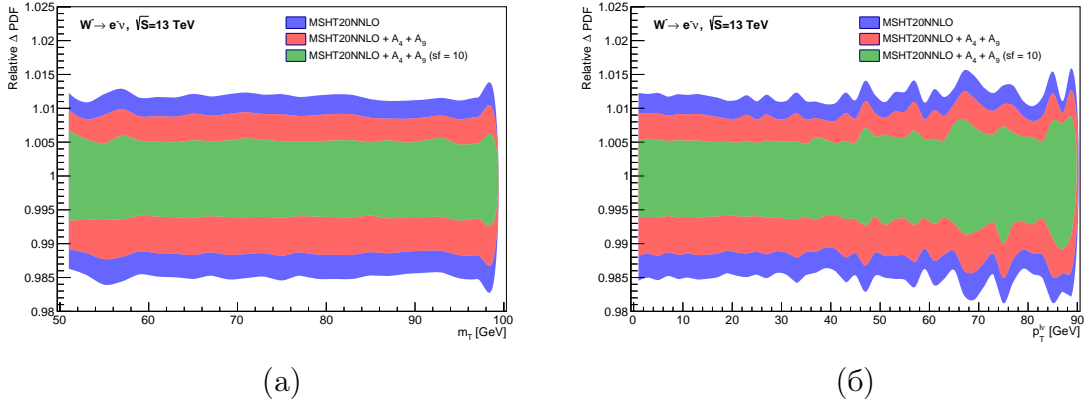 W⁻→ e⁻ν, √S=13 TeV
MSHT20NNLO
MSHT20NNLO + A₄ + A₉
MSHT20NNLO + A₄ + A₉ (sf = 10)
Relative Δ PDF
1.025
1.02
1.015
1.01
1.005
1
0.995
0.99
0.985
0.98
50 60 70 80 90 100
m_T [GeV]
(а)
W⁻→ e⁻ν, √S=13 TeV
MSHT20NNLO
MSHT20NNLO + A₄ + A₉
MSHT20NNLO + A₄ + A₉ (sf = 10)
Relative Δ PDF
1.025
1.02
1.015
1.01
1.005
1
0.995
0.99
0.985
0.98
0 10 20 30 40 50 60 70 80 90
p_T^lν [GeV]
(б)